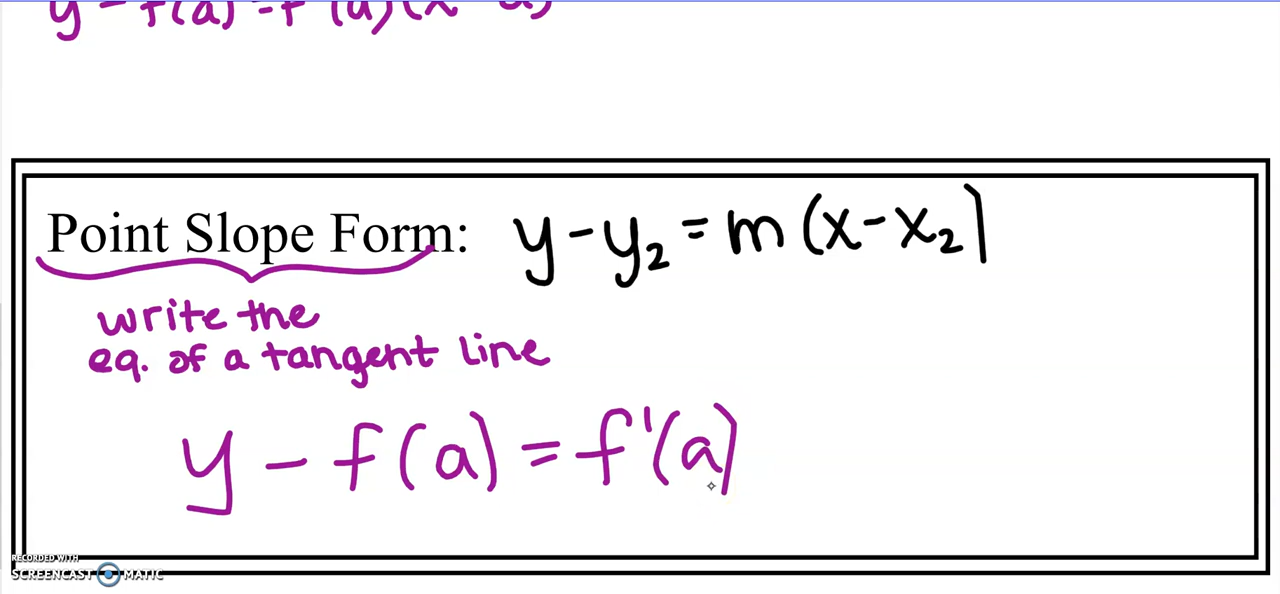 y - f(a) = f'(a)(x - a)
Point Slope Form: y - y₂ = m(x - x₂)
write the
eq. of a tangent line
y - f(a) = f'(a)
RECORDED WITH
SCREENCAST MATIC